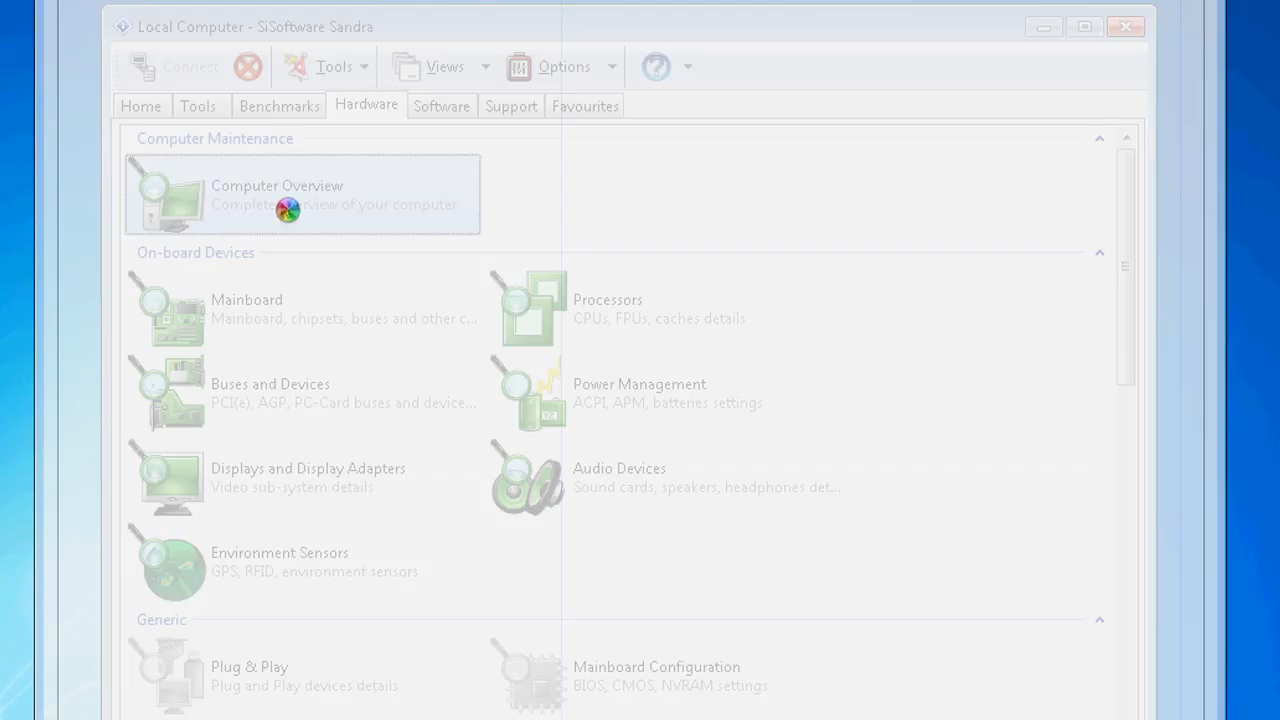 Local Computer - SiSoftware Sandra
Connect Tools Views Options
Home Tools Benchmarks Hardware Software Support Favourites
Computer Maintenance
Computer Overview
Complete overview of your computer
On-board Devices
Mainboard
Mainboard, chipsets, buses and other c...
Processors
CPUs, FPUs, caches details
Buses and Devices
PCI(e), AGP, PC-Card buses and device...
Power Management
ACPI, APM, batteries settings
Displays and Display Adapters
Video sub-system details
Audio Devices
Sound cards, speakers, headphones det...
Environment Sensors
GPS, RFID, environment sensors
Generic
Plug & Play
Plug and Play devices details
Mainboard Configuration
BIOS, CMOS, NVRAM settings